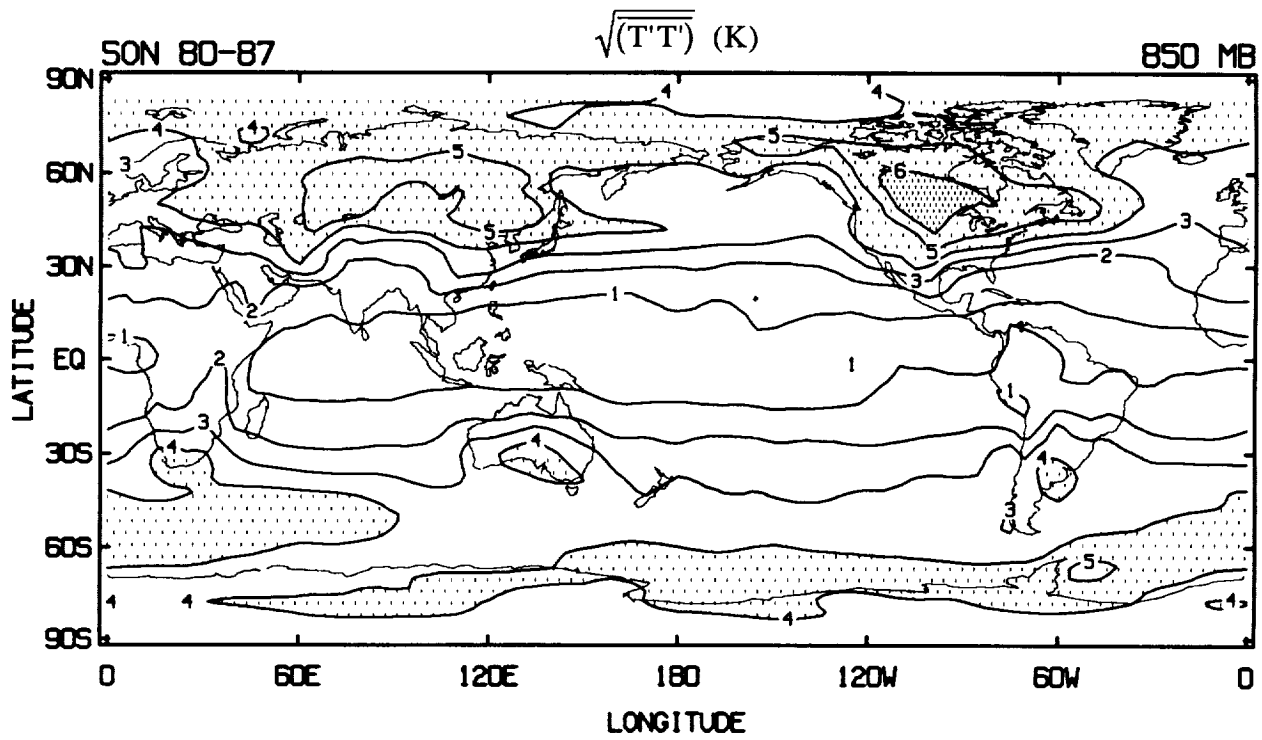 √(T'T') (K)
SON 80-87 850 MB
90N
4 4
4 4
5 5
3
60N 6
5 5 3
30N 3 2
2 1
1
EQ 2 1
1
3
30S 4 4 4
3
60S
5
4 4 4
4
90S
0 60E 120E 180 120W 60W 0
LATITUDE
LONGITUDE